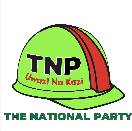 TNP
Uwazi Na Kazi
THE NATIONAL PARTY